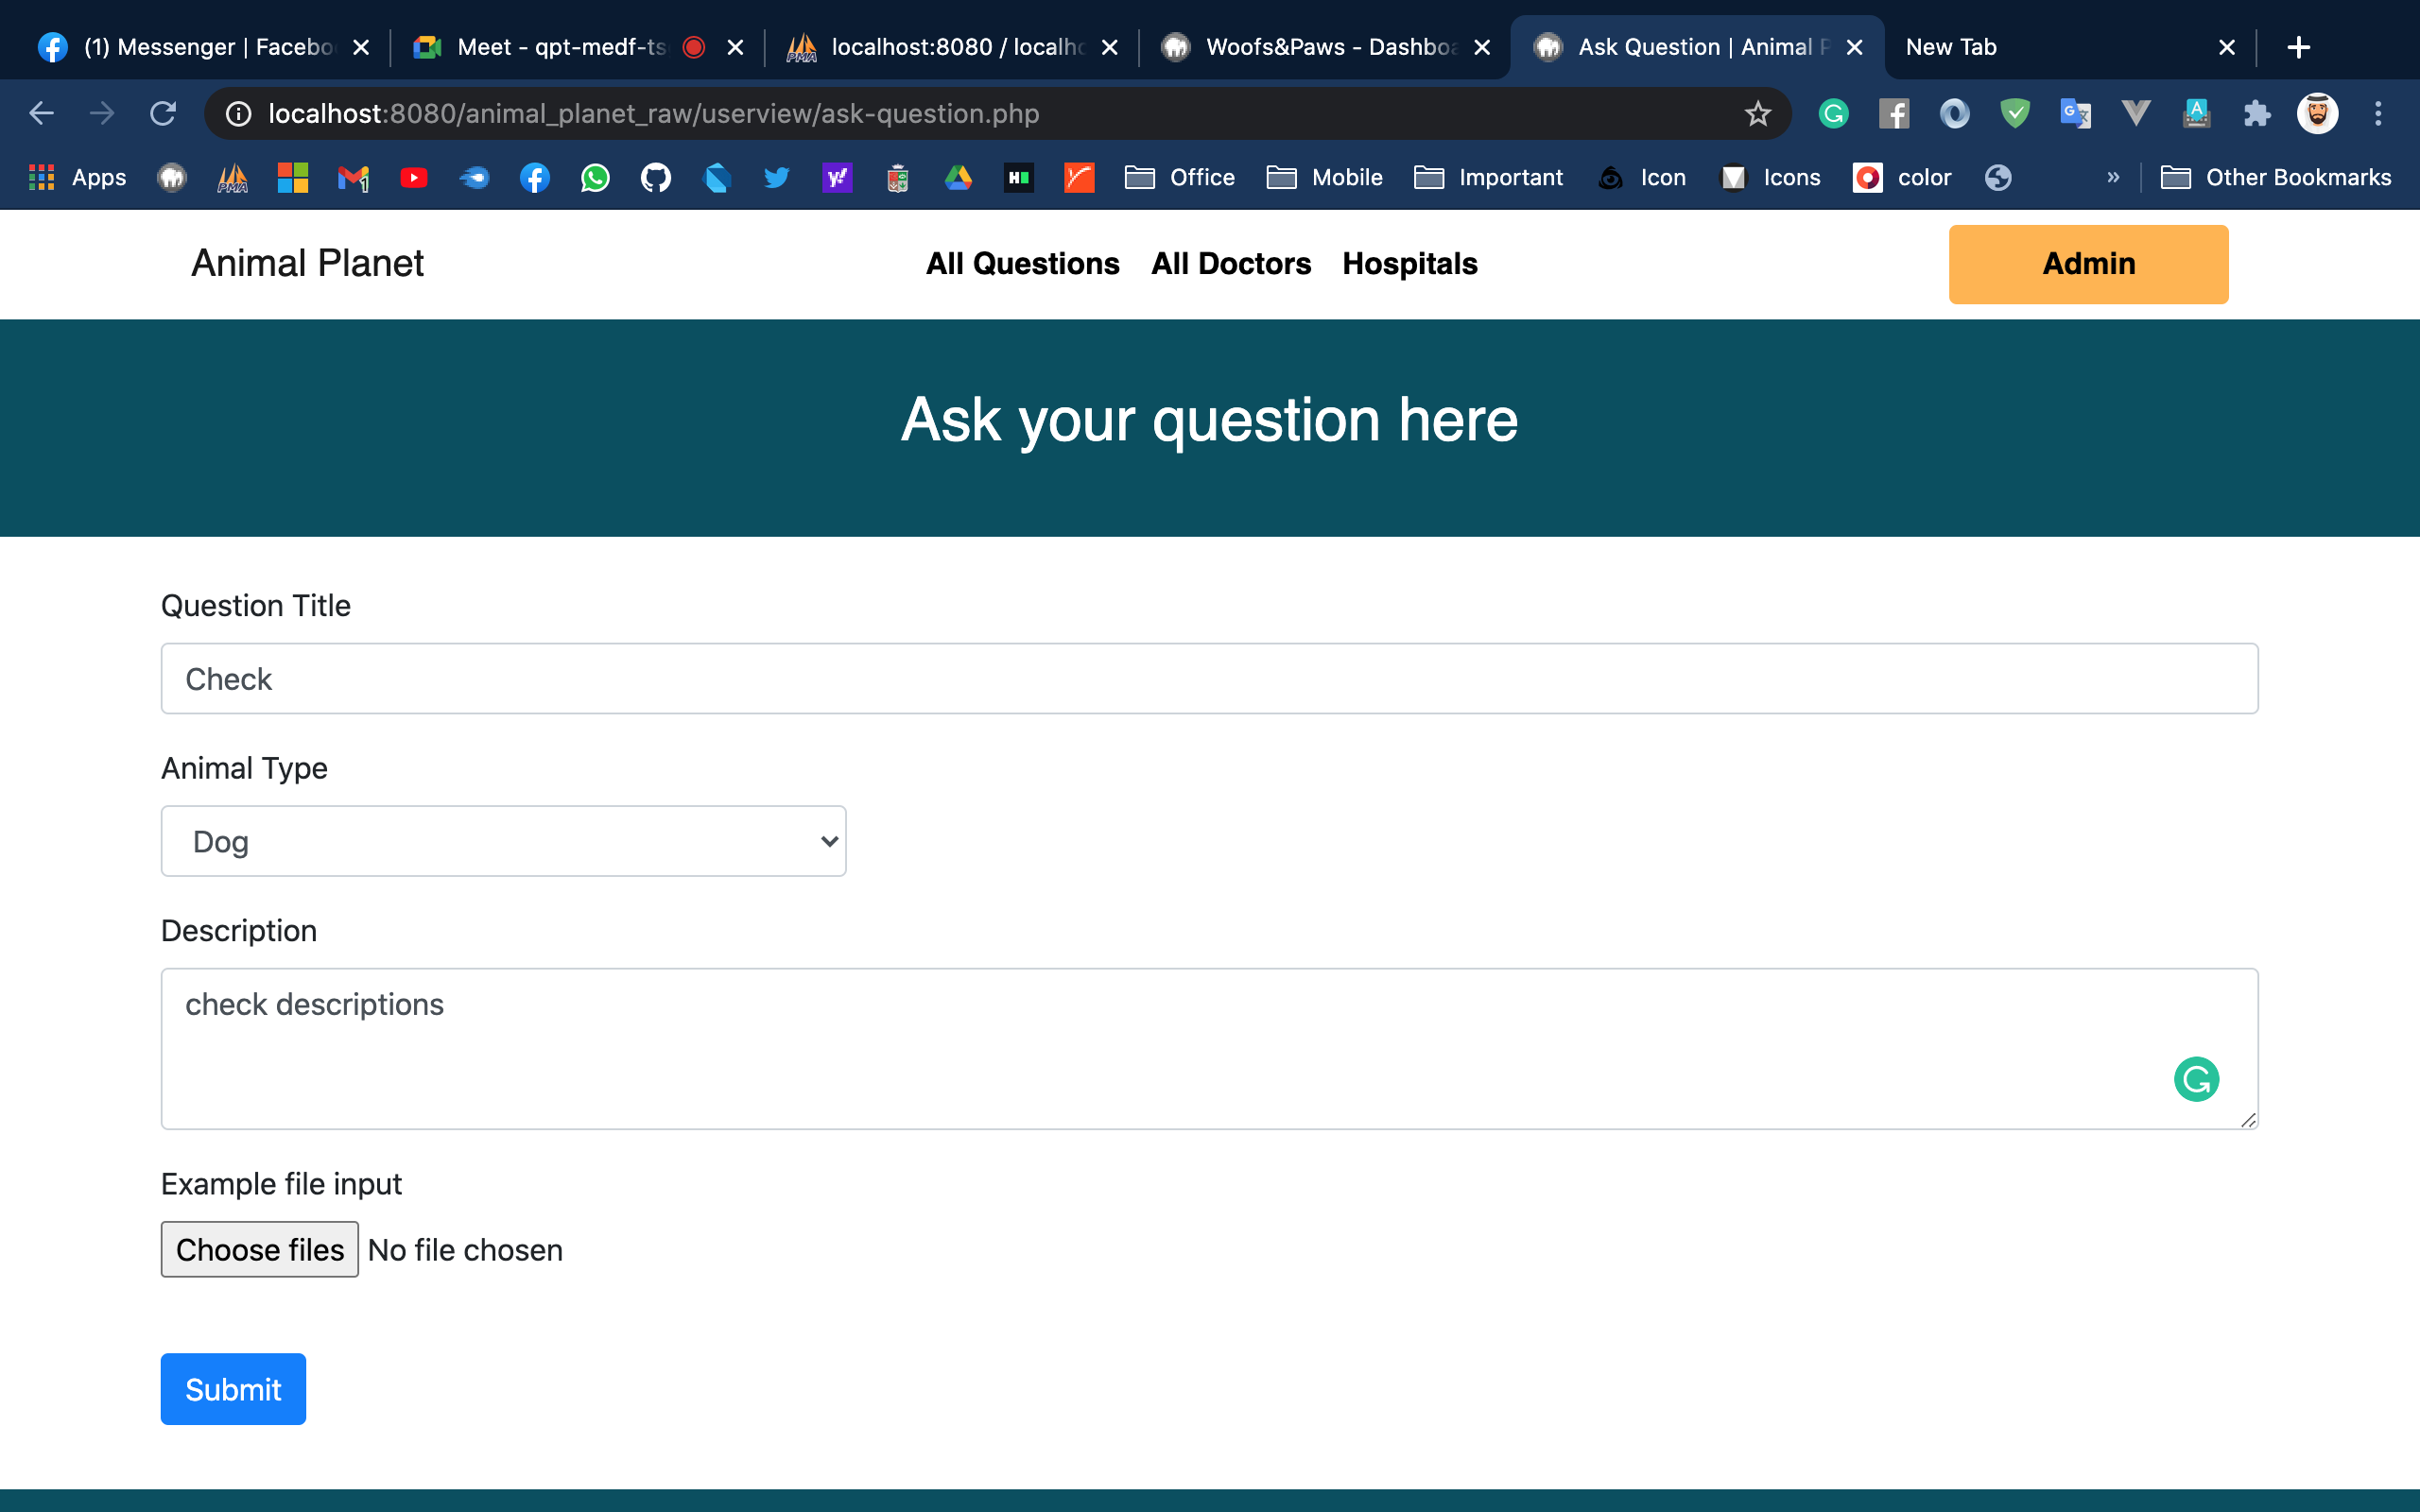 (1) Messenger | Facebo
Meet - qpt-medf-ts
localhost:8080 / localho
Woofs&Paws - Dashboa
Ask Question | Animal P
New Tab
localhost:8080/animal_planet_raw/userview/ask-question.php
Apps
Office
Mobile
Important
Icon
Icons
color
»
Other Bookmarks
Animal Planet
All Questions
All Doctors
Hospitals
Admin
Ask your question here
Question Title
Check
Animal Type
Dog
Description
check descriptions
Example file input
Choose files No file chosen
Submit